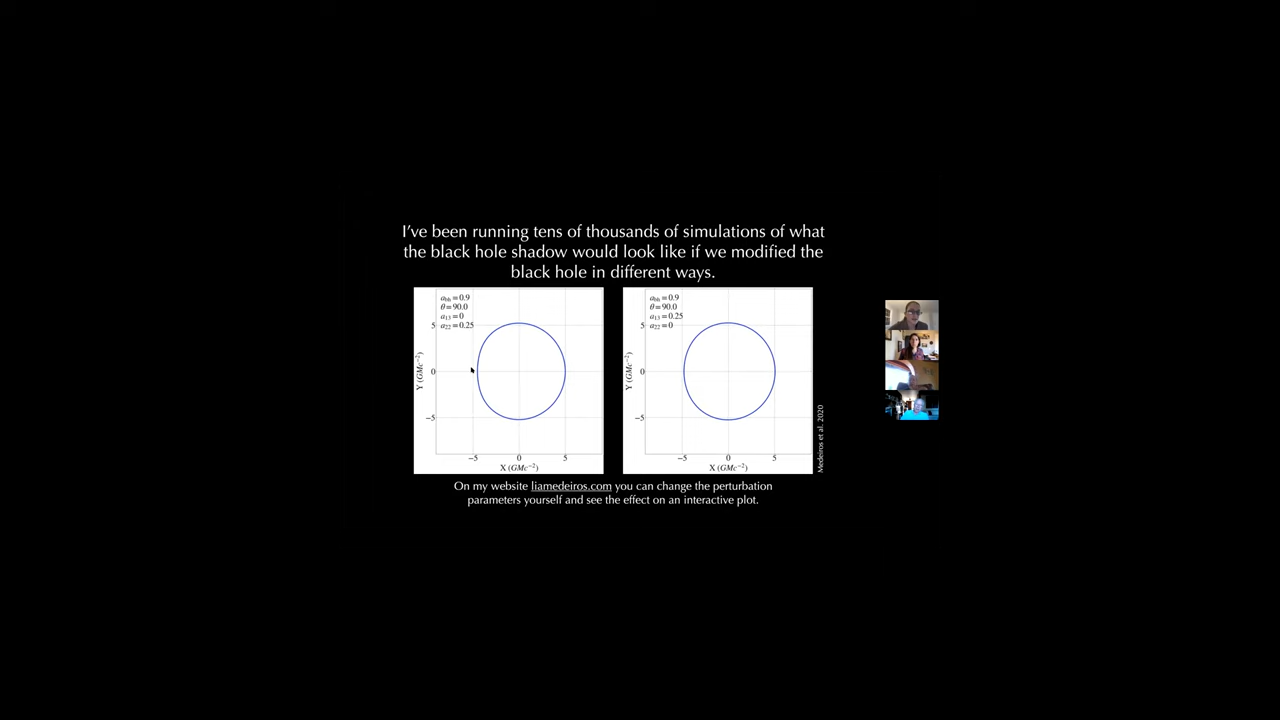 I've been running tens of thousands of simulations of what
the black hole shadow would look like if we modified the
black hole in different ways.
a_bh = 0.9
θ = 90.0
a_13 = 0
a_22 = 0.25
5
0
−5
Y (GMc⁻²)
−5 0 5
X (GMc⁻²)
a_bh = 0.9
θ = 90.0
a_13 = 0.25
a_22 = 0
5
0
−5
Y (GMc⁻²)
−5 0 5
X (GMc⁻²)
Medeiros et al. 2020
On my website liamedeiros.com you can change the perturbation
parameters yourself and see the effect on an interactive plot.